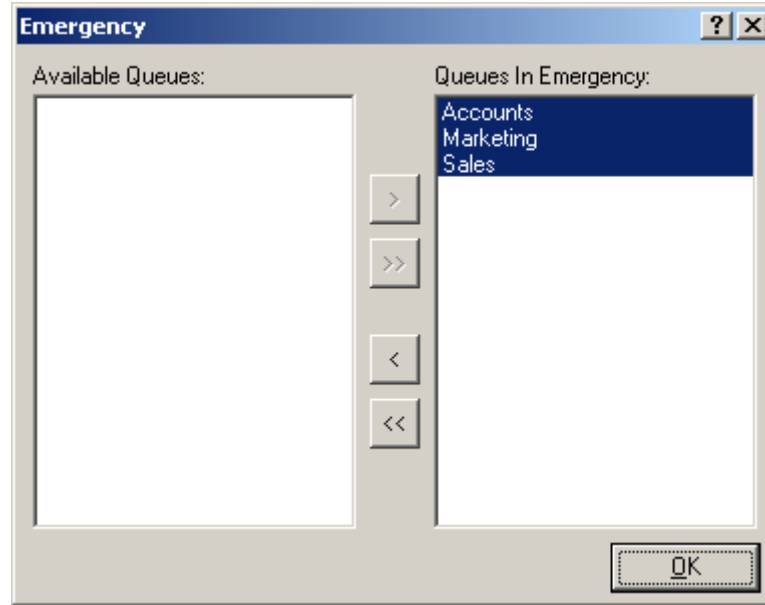 Emergency
Available Queues:
Queues In Emergency:
Accounts
Marketing
Sales
>
>>
<
<<
OK